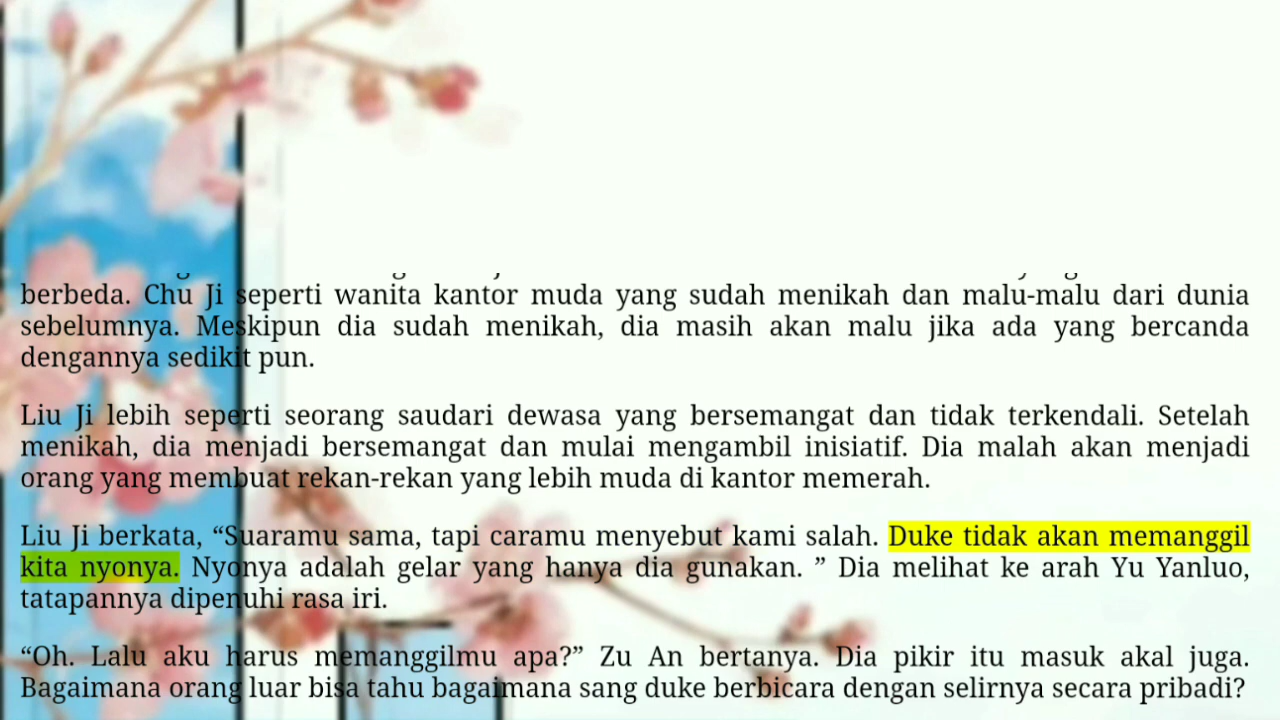 berbeda. Chu Ji seperti wanita kantor muda yang sudah menikah dan malu-malu dari dunia
sebelumnya. Meskipun dia sudah menikah, dia masih akan malu jika ada yang bercanda
dengannya sedikit pun.
Liu Ji lebih seperti seorang saudari dewasa yang bersemangat dan tidak terkendali. Setelah
menikah, dia menjadi bersemangat dan mulai mengambil inisiatif. Dia malah akan menjadi
orang yang membuat rekan-rekan yang lebih muda di kantor memerah.
Liu Ji berkata, “Suaramu sama, tapi caramu menyebut kami salah. Duke tidak akan memanggil
kita nyonya. Nyonya adalah gelar yang hanya dia gunakan. ” Dia melihat ke arah Yu Yanluo,
tatapannya dipenuhi rasa iri.
“Oh. Lalu aku harus memanggilmu apa?” Zu An bertanya. Dia pikir itu masuk akal juga.
Bagaimana orang luar bisa tahu bagaimana sang duke berbicara dengan selirnya secara pribadi?